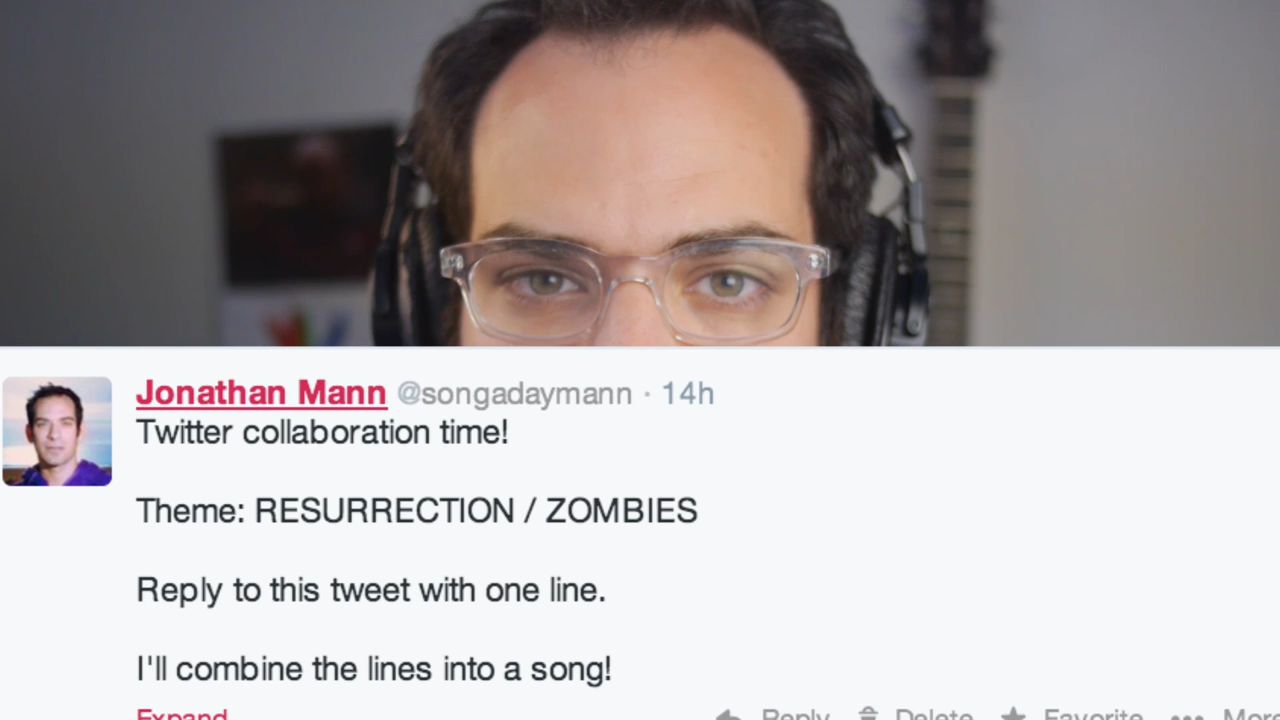 Jonathan Mann @songadaymann · 14h
Twitter collaboration time!
Theme: RESURRECTION / ZOMBIES
Reply to this tweet with one line.
I'll combine the lines into a song!
Expand Reply Delete Favorite More